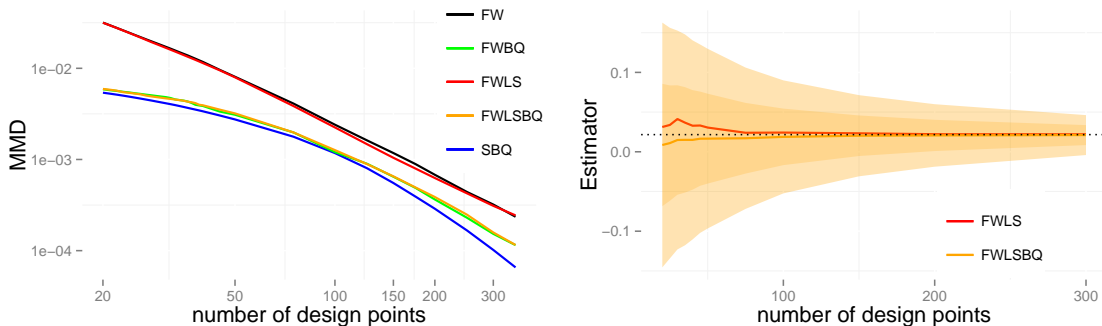 FW
FWBQ
FWLS
FWLSBQ
SBQ
MMD
1e−02
1e−03
1e−04
20
50
100
150
200
300
number of design points
Estimator
0.1
0.0
−0.1
FWLS
FWLSBQ
100
200
300
number of design points